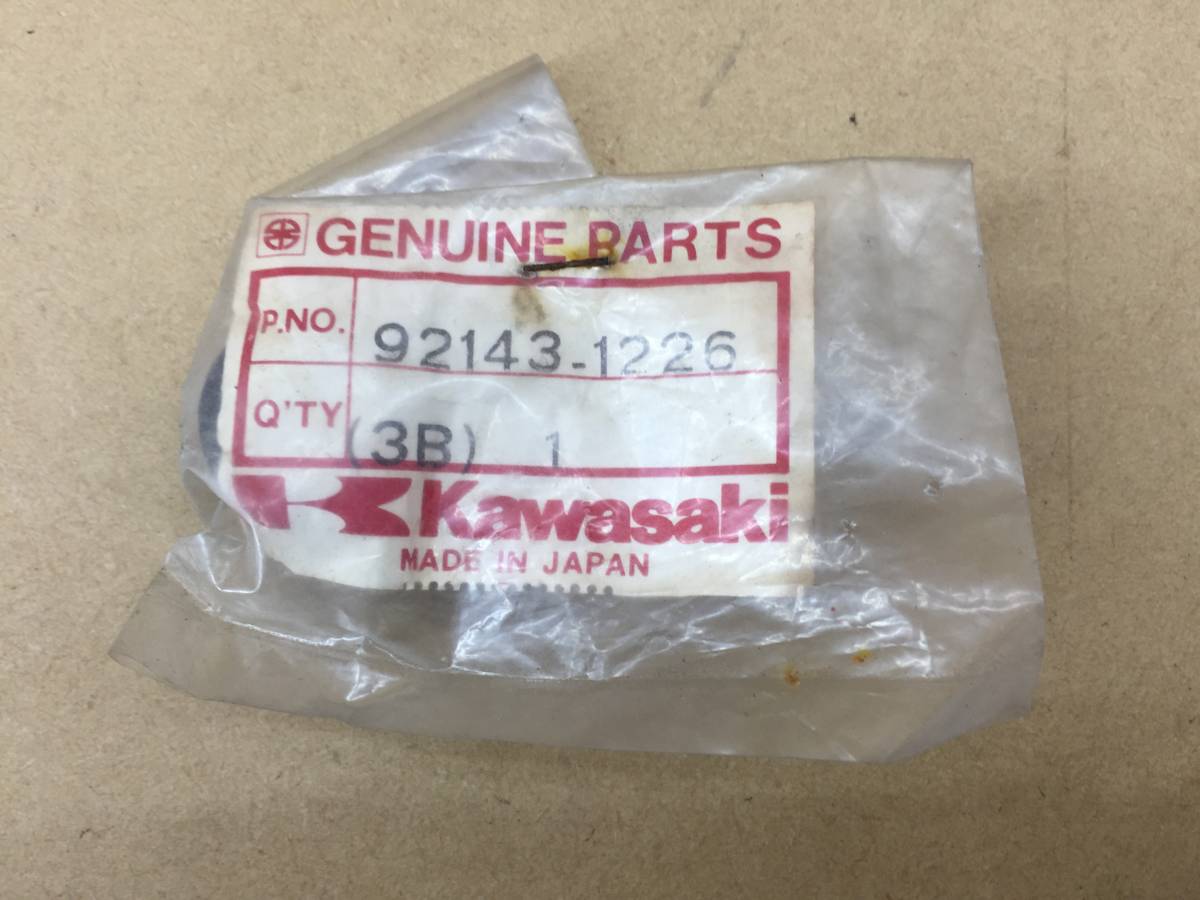 GENUINE PARTS
P.NO. 92143-1226
Q'TY (3B) 1
Kawasaki
MADE IN JAPAN